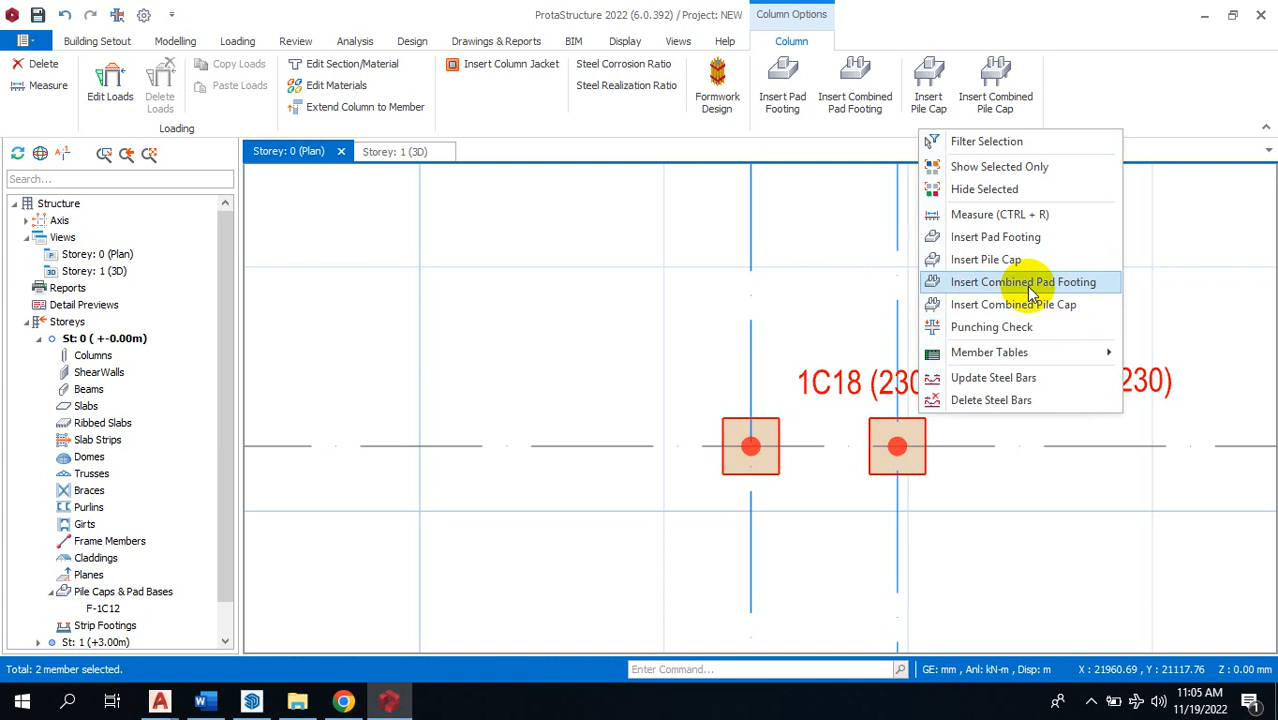 ProtaStructure 2022 (6.0.392) / Project: NEW
Column Options
Building Setout Modelling Loading Review Analysis Design Drawings & Reports BIM Display Views Help Column
Delete
Measure
Edit Loads
Delete Loads
Copy Loads
Paste Loads
Loading
Edit Section/Material
Edit Materials
Extend Column to Member
Insert Column Jacket
Steel Corrosion Ratio
Steel Realization Ratio
Formwork Design
Insert Pad Footing
Insert Combined Pad Footing
Insert Pile Cap
Insert Combined Pile Cap
Storey: 0 (Plan)
Storey: 1 (3D)
Search...
Structure
Axis
Views
Storey: 0 (Plan)
Storey: 1 (3D)
Reports
Detail Previews
Storeys
St: 0 ( +-0.00m)
Columns
ShearWalls
Beams
Slabs
Ribbed Slabs
Slab Strips
Domes
Trusses
Braces
Purlins
Girts
Frame Members
Claddings
Planes
Pile Caps & Pad Bases
F-1C12
Strip Footings
St: 1 (+3.00m)
Filter Selection
Show Selected Only
Hide Selected
Measure (CTRL + R)
Insert Pad Footing
Insert Pile Cap
Insert Combined Pad Footing
Insert Combined Pile Cap
Punching Check
Member Tables
Update Steel Bars
Delete Steel Bars
1C18 (230
230)
Total: 2 member selected.
Enter Command...
GE: mm , Anl: kN-m , Disp: m
X : 21960.69 , Y : 21117.76
Z : 0.00 mm
11:05 AM
11/19/2022